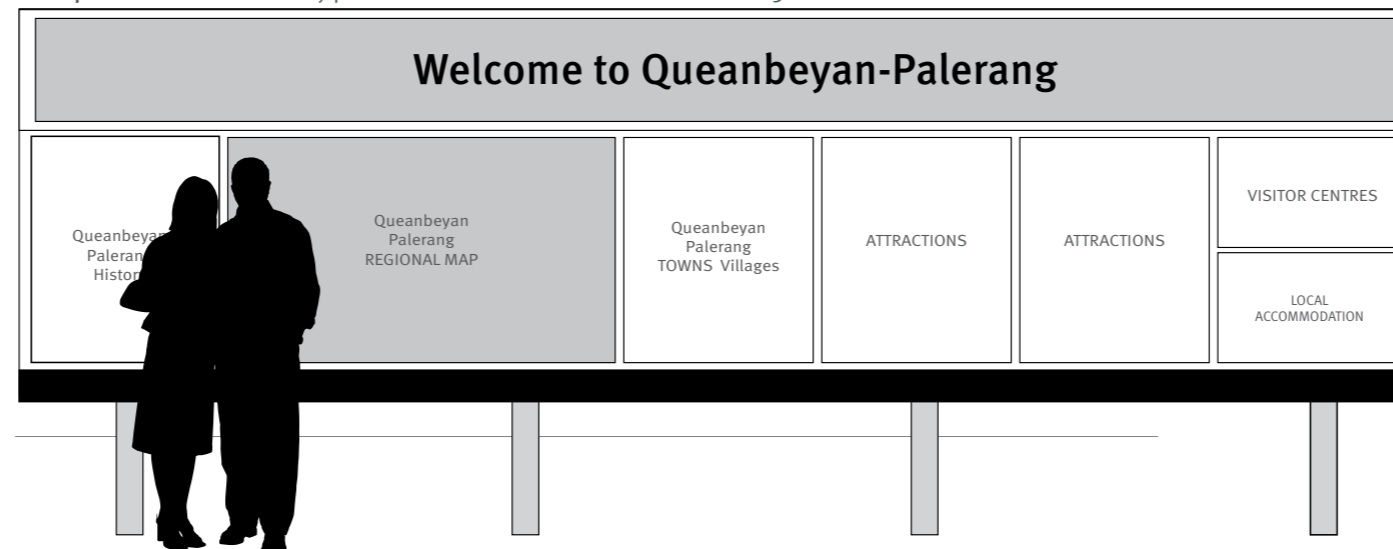 Welcome to Queanbeyan-Palerang
Queanbeyan
Palerang
REGIONAL MAP
Queanbeyan
Palerang
TOWNS Villages
ATTRACTIONS
ATTRACTIONS
VISITOR CENTRES
LOCAL
ACCOMMODATION